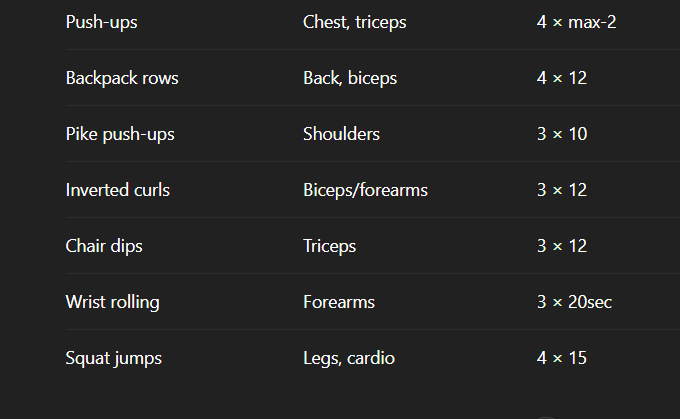 Push-ups Chest, triceps 4 × max-2
Backpack rows Back, biceps 4 × 12
Pike push-ups Shoulders 3 × 10
Inverted curls Biceps/forearms 3 × 12
Chair dips Triceps 3 × 12
Wrist rolling Forearms 3 × 20sec
Squat jumps Legs, cardio 4 × 15